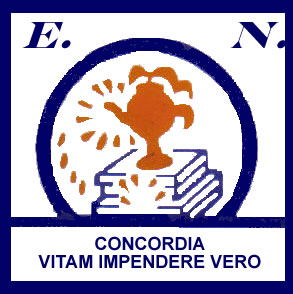 E. N.
CONCORDIA
VITAM IMPENDERE VERO